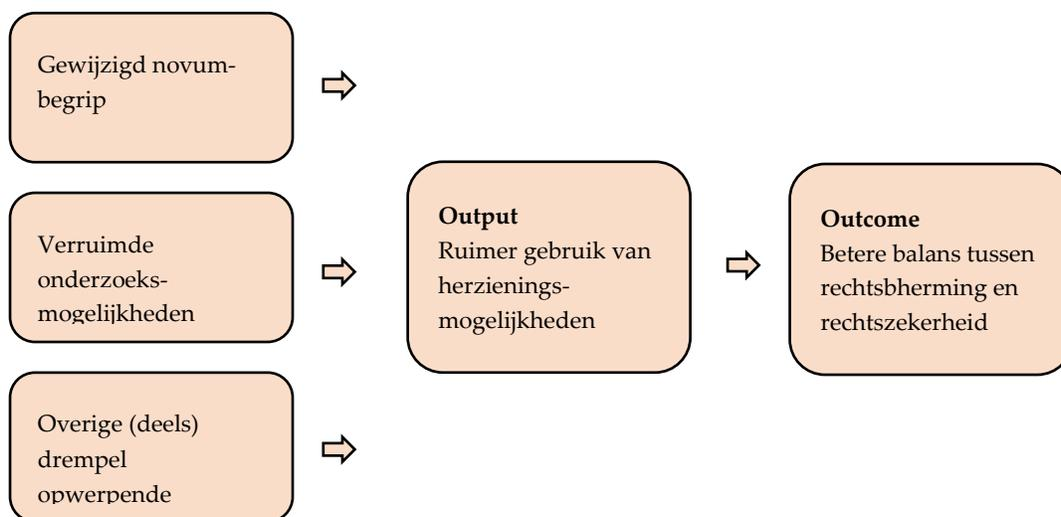 Gewijzigd novum-
begrip
Verruimde
onderzoeks-
mogelijkheden
Overige (deels)
drempel
opwerpende
Output
Ruimer gebruik van
herzienings-
mogelijkheden
Outcome
Betere balans tussen
rechtsbherming en
rechtszekerheid